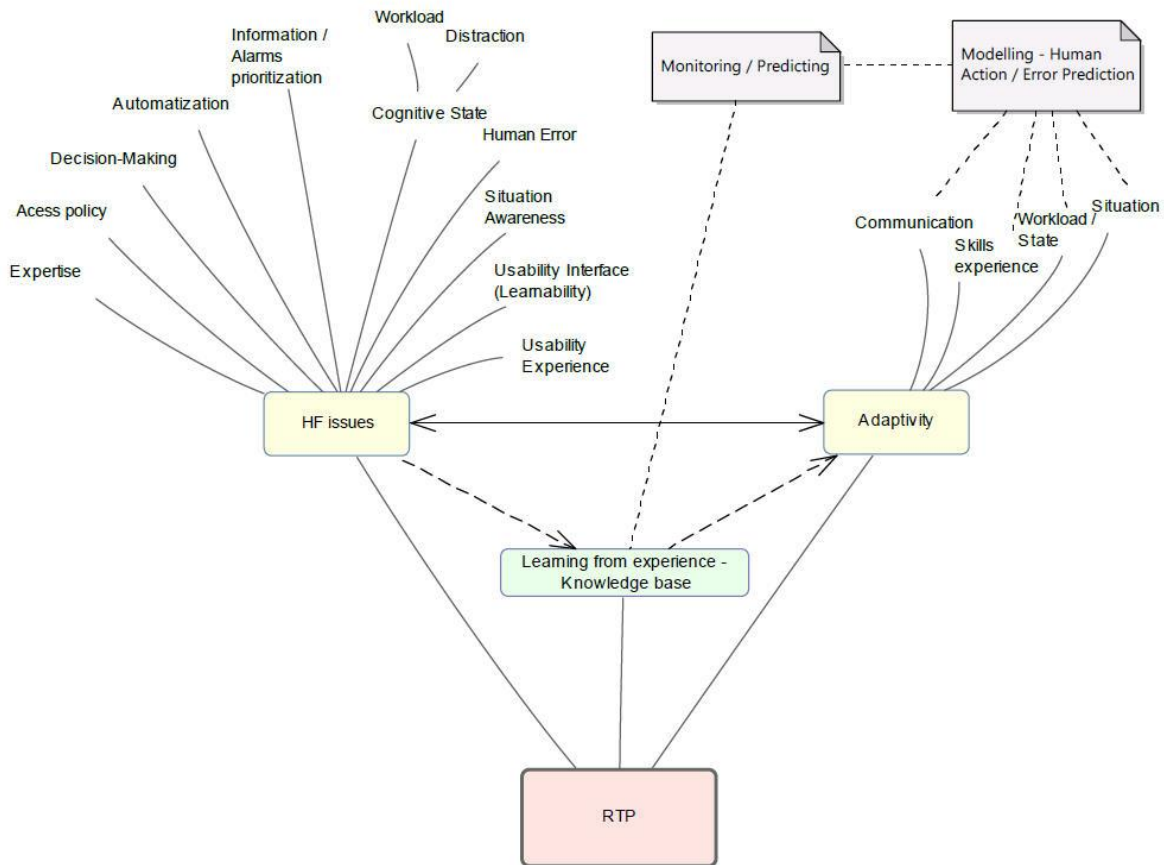 Workload
Distraction
Information /
Alarms
prioritization
Monitoring / Predicting
Modelling - Human
Action / Error Prediction
Automatization
Cognitive State
Human Error
Decision-Making
Situation
Awareness
Acess policy
Expertise
Usability Interface
(Learnability)
Usability
Experience
Communication
Skills
experience
Workload /
State
Situation
HF issues
Adaptivity
Learning from experience -
Knowledge base
RTP